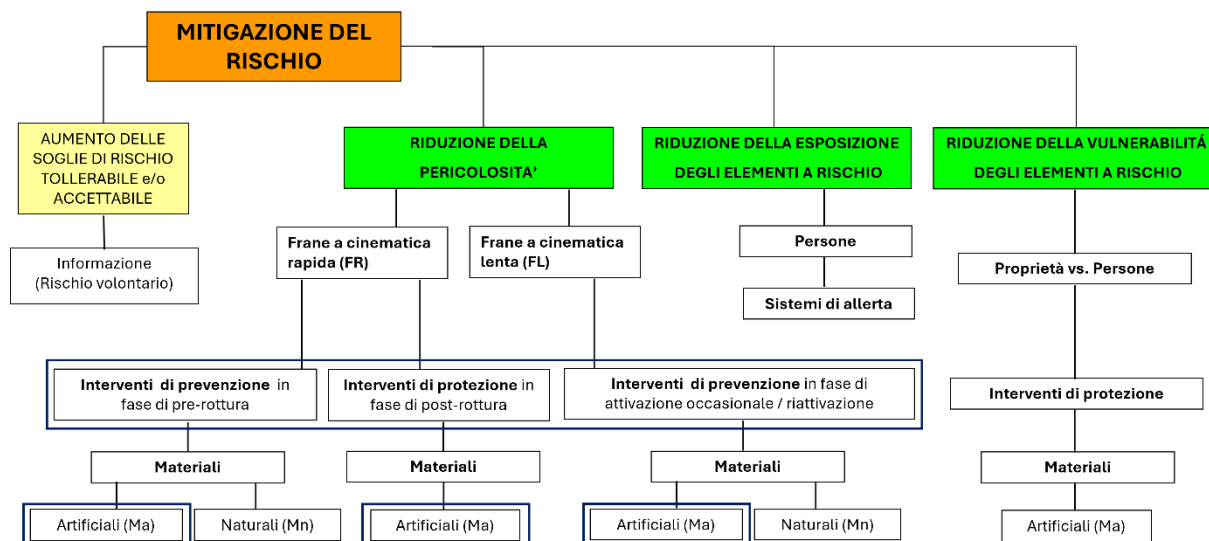 MITIGAZIONE DEL
RISCHIO
AUMENTO DELLE
SOGLIE DI RISCHIO
TOLLERABILE e/o
ACCETTABILE
RIDUZIONE DELLA
PERICOLOSITA’
RIDUZIONE DELLA ESPOSIZIONE
DEGLI ELEMENTI A RISCHIO
RIDUZIONE DELLA VULNERABILITÁ
DEGLI ELEMENTI A RISCHIO
Informazione
(Rischio volontario)
Frane a cinematica
rapida (FR)
Frane a cinematica
lenta (FL)
Persone
Proprietà vs. Persone
Sistemi di allerta
Interventi di prevenzione in
fase di pre-rottura
Interventi di protezione in
fase di post-rottura
Interventi di prevenzione in fase di
attivazione occasionale / riattivazione
Interventi di protezione
Materiali
Materiali
Materiali
Materiali
Artificiali (Ma)
Naturali (Mn)
Artificiali (Ma)
Artificiali (Ma)
Naturali (Mn)
Artificiali (Ma)